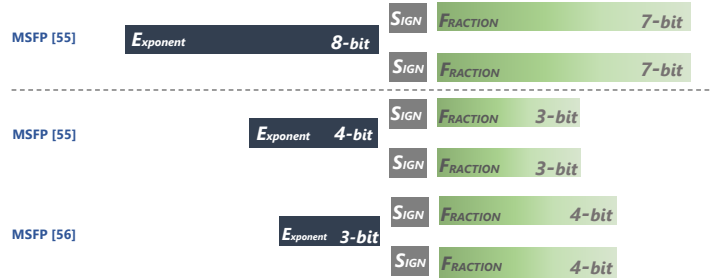 SIGN FRACTION 7-bit
MSFP [55] Exponent 8-bit
SIGN FRACTION 7-bit
SIGN FRACTION 3-bit
MSFP [55] Exponent 4-bit
SIGN FRACTION 3-bit
SIGN FRACTION 4-bit
MSFP [56] Exponent 3-bit
SIGN FRACTION 4-bit